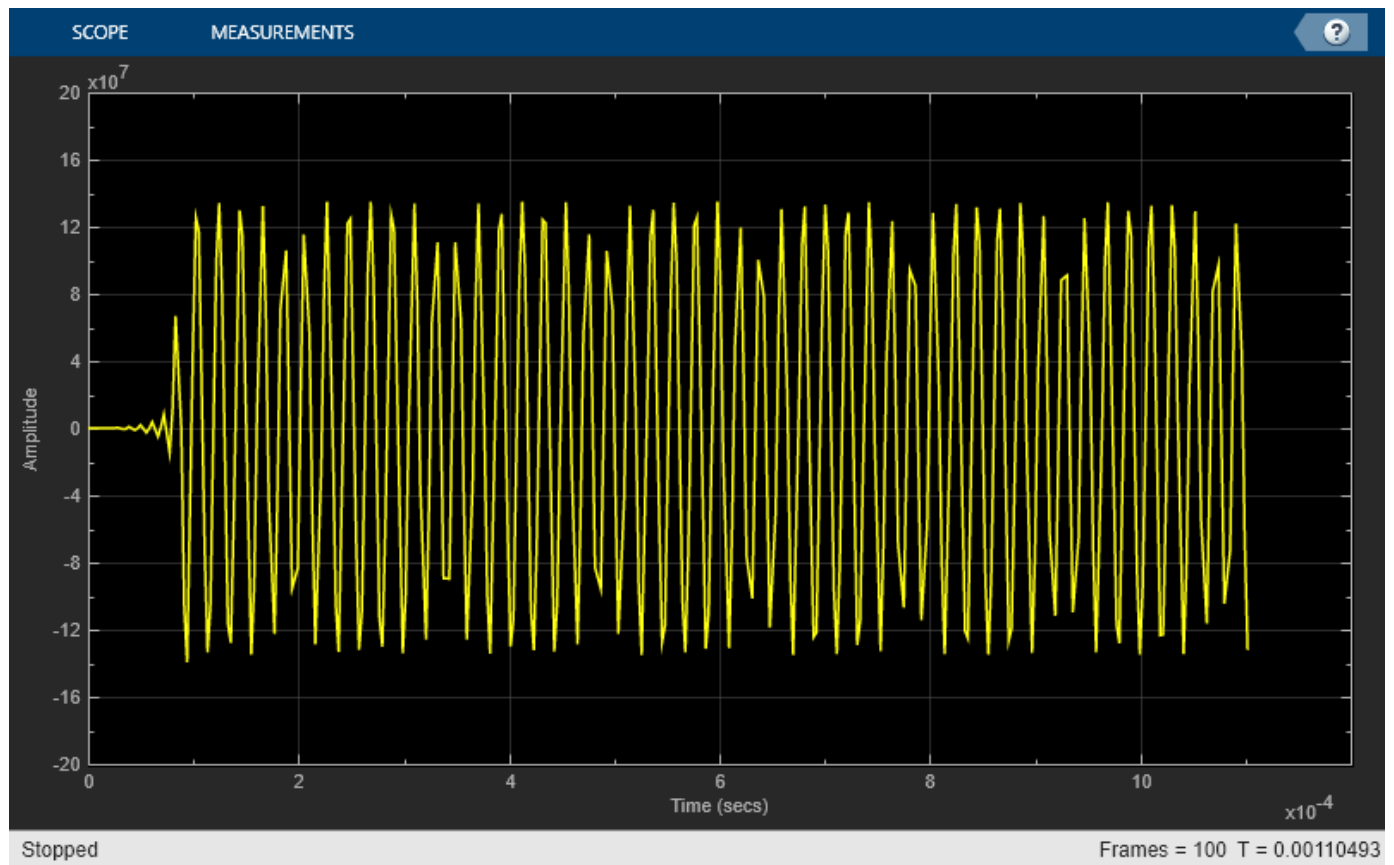 SCOPE MEASUREMENTS ?
x10^7
20
16
12
8
4
0
-4
-8
-12
-16
-20
Amplitude
0 2 4 6 8 10
Time (secs)
x10^-4
Stopped Frames = 100 T = 0.00110493